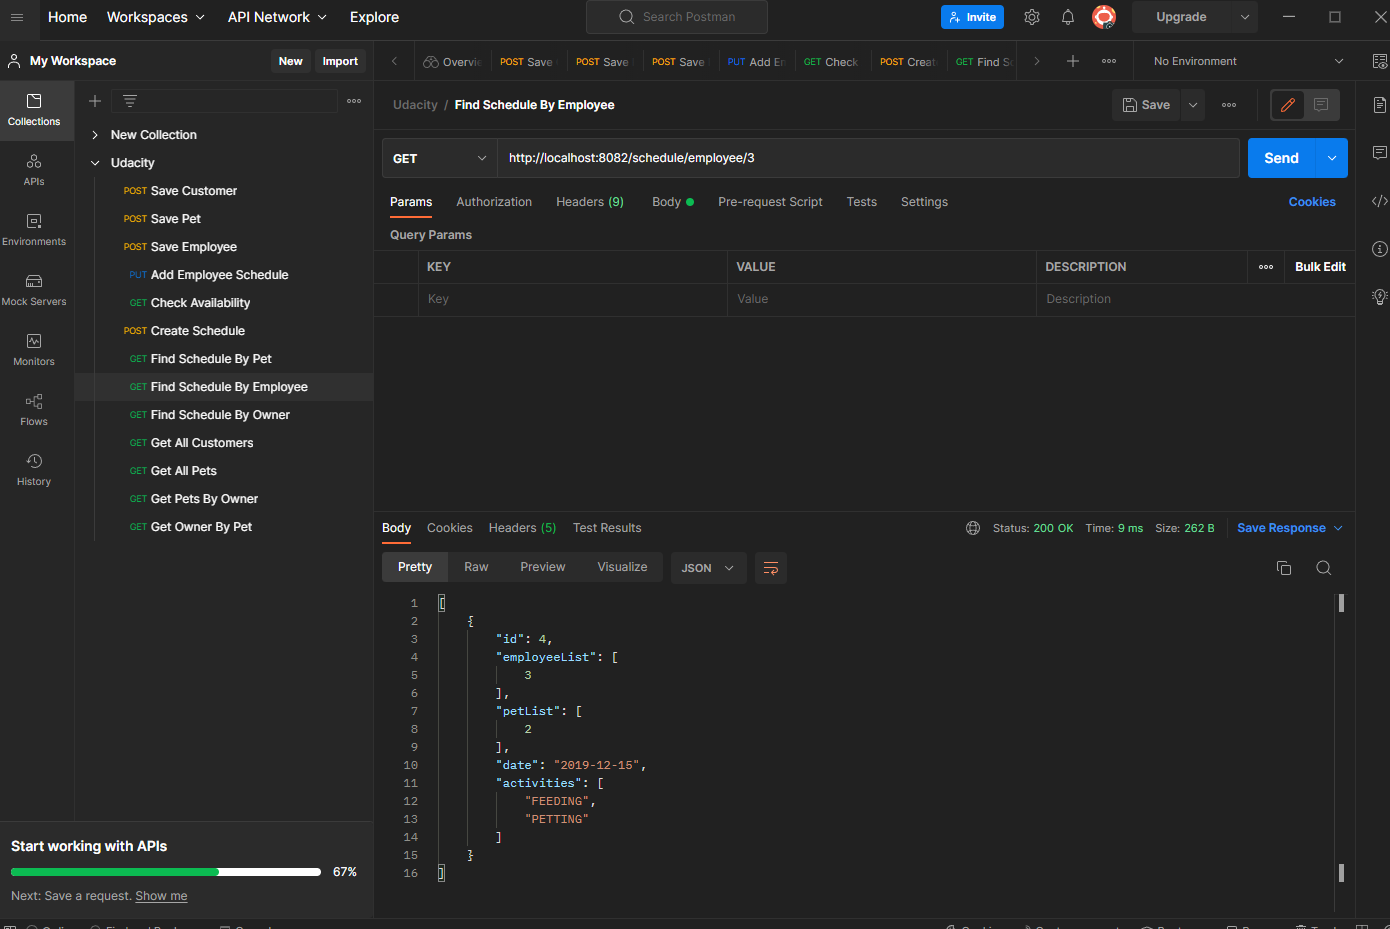 Home Workspaces API Network Explore Search Postman Invite Upgrade
My Workspace New Import Overvie POST Save POST Save POST Save PUT Add En GET Check POST Creat GET Find Sc No Environment
Collections
APIs
Environments
Mock Servers
Monitors
Flows
History
New Collection
Udacity
POST Save Customer
POST Save Pet
POST Save Employee
PUT Add Employee Schedule
GET Check Availability
POST Create Schedule
GET Find Schedule By Pet
GET Find Schedule By Employee
GET Find Schedule By Owner
GET Get All Customers
GET Get All Pets
GET Get Pets By Owner
GET Get Owner By Pet
Start working with APIs
67%
Next: Save a request. Show me
Udacity / Find Schedule By Employee Save
GET http://localhost:8082/schedule/employee/3 Send
Params Authorization Headers (9) Body Pre-request Script Tests Settings Cookies
Query Params
KEY VALUE DESCRIPTION Bulk Edit
Key Value Description
Body Cookies Headers (5) Test Results Status: 200 OK Time: 9 ms Size: 262 B Save Response
Pretty Raw Preview Visualize JSON
1 [
2 {
3 "id": 4,
4 "employeeList": [
5 3
6 ],
7 "petList": [
8 2
9 ],
10 "date": "2019-12-15",
11 "activities": [
12 "FEEDING",
13 "PETTING"
14 ]
15 }
16 ]